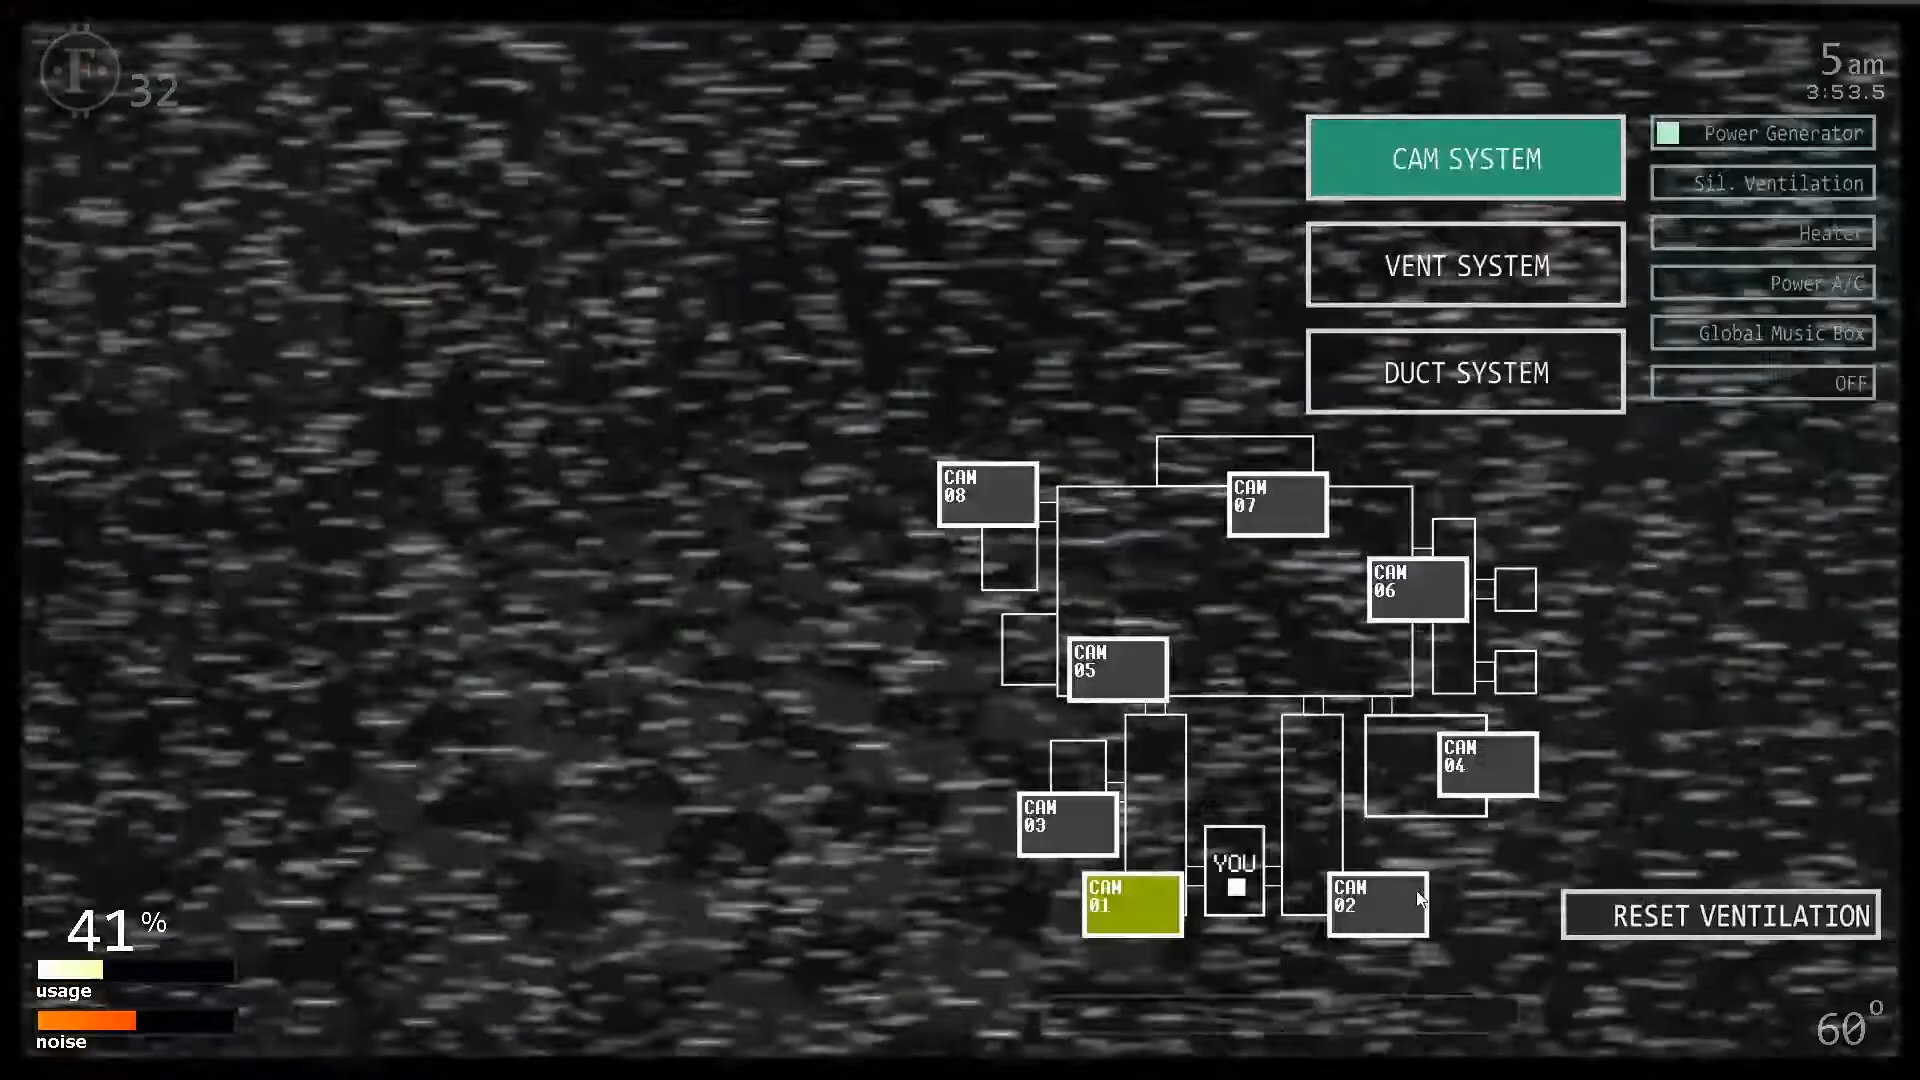 F 32
5 am
3:53.5
CAM SYSTEM
VENT SYSTEM
DUCT SYSTEM
Power Generator
Sil. Ventilation
Heater
Power A/C
Global Music Box
OFF
CAM
08
CAM
07
CAM
06
CAM
05
CAM
04
CAM
03
YOU
CAM
01
CAM
02
RESET VENTILATION
41 %
usage
noise
60°